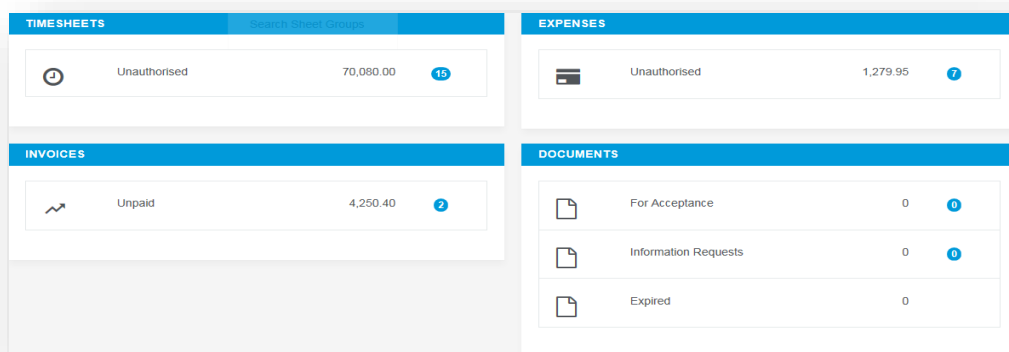 TIMESHEETS
Search Sheet Groups
Unauthorised 70,080.00 15
EXPENSES
Unauthorised 1,279.95 7
INVOICES
Unpaid 4,250.40 2
DOCUMENTS
For Acceptance 0 0
Information Requests 0 0
Expired 0